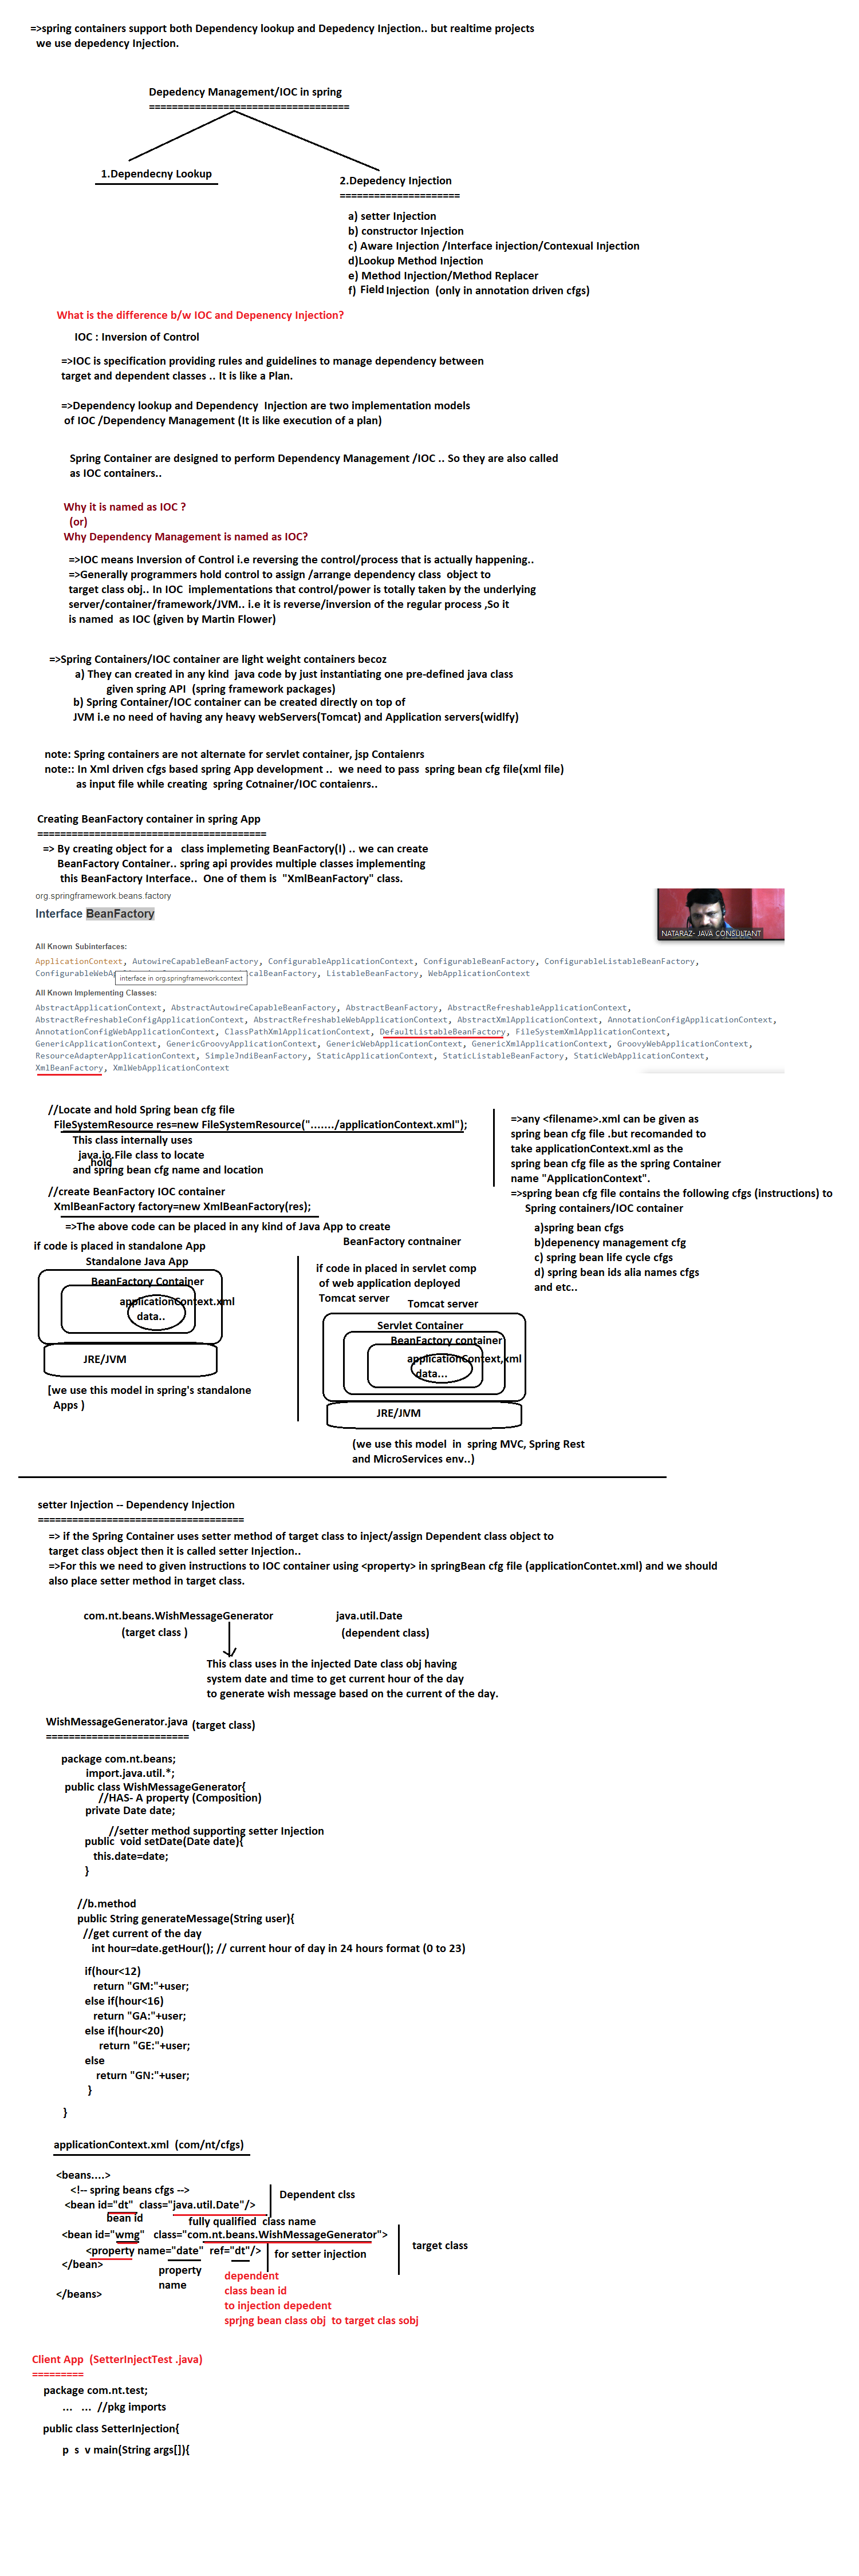 =>spring containers support both Dependency lookup and Depedency Injection.. but realtime projects
we use depedency Injection.
Depedency Management/IOC in spring
===================================
1.Dependecny Lookup
2.Depedency Injection
=====================
a) setter Injection
b) constructor Injection
c) Aware Injection /Interface injection/Contexual Injection
d)Lookup Method Injection
e) Method Injection/Method Replacer
f) Field Injection (only in annotation driven cfgs)
What is the difference b/w IOC and Depenency Injection?
IOC : Inversion of Control
=>IOC is specification providing rules and guidelines to manage dependency between
target and dependent classes .. It is like a Plan.
=>Dependency lookup and Dependency Injection are two implementation models
of IOC /Dependency Management (It is like execution of a plan)
Spring Container are designed to perform Dependency Management /IOC .. So they are also called
as IOC containers..
Why it is named as IOC ?
(or)
Why Dependency Management is named as IOC?
=>IOC means Inversion of Control i.e reversing the control/process that is actually happening..
=>Generally programmers hold control to assign /arrange dependency class object to
target class obj.. In IOC implementations that control/power is totally taken by the underlying
server/container/framework/JVM.. i.e it is reverse/inversion of the regular process ,So it
is named as IOC (given by Martin Flower)
=>Spring Containers/IOC container are light weight containers becoz
a) They can created in any kind java code by just instantiating one pre-defined java class
given spring API (spring framework packages)
b) Spring Container/IOC container can be created directly on top of
JVM i.e no need of having any heavy webServers(Tomcat) and Application servers(widlfy)
note: Spring containers are not alternate for servlet container, jsp Contaienrs
note:: In Xml driven cfgs based spring App development .. we need to pass spring bean cfg file(xml file)
as input file while creating spring Cotnainer/IOC contaienrs..
Creating BeanFactory container in spring App
========================================
=> By creating object for a class implemeting BeanFactory(I) .. we can create
BeanFactory Container.. spring api provides multiple classes implementing
this BeanFactory Interface.. One of them is "XmlBeanFactory" class.
org.springframework.beans.factory
Interface BeanFactory
NATARAZ- JAVA CONSULTANT
All Known Subinterfaces:
ApplicationContext, AutowireCapableBeanFactory, ConfigurableApplicationContext, ConfigurableBeanFactory, ConfigurableListableBeanFactory,
ConfigurableWebAp calBeanFactory, ListableBeanFactory, WebApplicationContext
interface in org.springframework.context
All Known Implementing Classes:
AbstractApplicationContext, AbstractAutowireCapableBeanFactory, AbstractBeanFactory, AbstractRefreshableApplicationContext,
AbstractRefreshableConfigApplicationContext, AbstractRefreshableWebApplicationContext, AbstractXmlApplicationContext, AnnotationConfigApplicationContext,
AnnotationConfigWebApplicationContext, ClassPathXmlApplicationContext, DefaultListableBeanFactory, FileSystemXmlApplicationContext,
GenericApplicationContext, GenericGroovyApplicationContext, GenericWebApplicationContext, GenericXmlApplicationContext, GroovyWebApplicationContext,
ResourceAdapterApplicationContext, SimpleJndiBeanFactory, StaticApplicationContext, StaticListableBeanFactory, StaticWebApplicationContext,
XmlBeanFactory, XmlWebApplicationContext
//Locate and hold Spring bean cfg file
FileSystemResource res=new FileSystemResource("......./applicationContext.xml");
This class internally uses
java.io.File class to locate
hold
and spring bean cfg name and location
//create BeanFactory IOC container
XmlBeanFactory factory=new XmlBeanFactory(res);
=>The above code can be placed in any kind of Java App to create
BeanFactory contnainer
=>any <filename>.xml can be given as
spring bean cfg file .but recomanded to
take applicationContext.xml as the
spring bean cfg file as the spring Container
name "ApplicationContext".
=>spring bean cfg file contains the following cfgs (instructions) to
Spring containers/IOC container
a)spring bean cfgs
b)depenency management cfg
c) spring bean life cycle cfgs
d) spring bean ids alia names cfgs
and etc..
if code is placed in standalone App
Standalone Java App
BeanFactory Container
applicationContext.xml
data..
JRE/JVM
[we use this model in spring's standalone
Apps )
if code in placed in servlet comp
of web application deployed
Tomcat server
Tomcat server
Servlet Container
BeanFactory container
applicationContext,xml
data...
JRE/JVM
(we use this model in spring MVC, Spring Rest
and MicroServices env..)
setter Injection -- Dependency Injection
====================================
=> if the Spring Container uses setter method of target class to inject/assign Dependent class object to
target class object then it is called setter Injection..
=>For this we need to given instructions to IOC container using <property> in springBean cfg file (applicationContet.xml) and we should
also place setter method in target class.
com.nt.beans.WishMessageGenerator
(target class )
java.util.Date
(dependent class)
This class uses in the injected Date class obj having
system date and time to get current hour of the day
to generate wish message based on the current of the day.
WishMessageGenerator.java (target class)
=========================
package com.nt.beans;
import.java.util.*;
public class WishMessageGenerator{
//HAS- A property (Composition)
private Date date;
//setter method supporting setter Injection
public void setDate(Date date){
this.date=date;
}
//b.method
public String generateMessage(String user){
//get current of the day
int hour=date.getHour(); // current hour of day in 24 hours format (0 to 23)
if(hour<12)
return "GM:"+user;
else if(hour<16)
return "GA:"+user;
else if(hour<20)
return "GE:"+user;
else
return "GN:"+user;
}
}
applicationContext.xml (com/nt/cfgs)
<beans....>
<!-- spring beans cfgs -->
<bean id="dt" class="java.util.Date"/>
Dependent clss
bean id
fully qualified class name
<bean id="wmg" class="com.nt.beans.WishMessageGenerator">
<property name="date" ref="dt"/>
for setter injection
target class
</bean>
property
name
dependent
class bean id
to injection depedent
sprjng bean class obj to target clas sobj
</beans>
Client App (SetterInjectTest .java)
=========
package com.nt.test;
... ... //pkg imports
public class SetterInjection{
p s v main(String args[]){